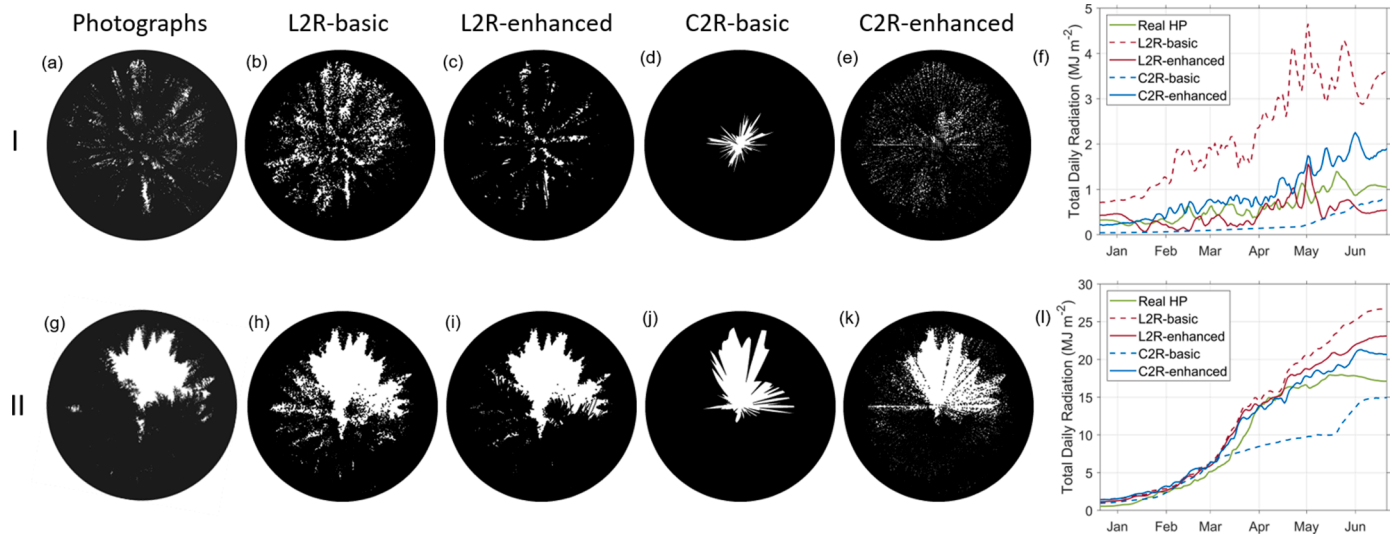 Photographs L2R-basic L2R-enhanced C2R-basic C2R-enhanced
I
(a) (b) (c) (d) (e) (f)
Total Daily Radiation (MJ m⁻²)
5
4
3
2
1
0
Real HP
L2R-basic
L2R-enhanced
C2R-basic
C2R-enhanced
Jan Feb Mar Apr May Jun
II
(g) (h) (i) (j) (k) (l)
Total Daily Radiation (MJ m⁻²)
30
25
20
15
10
5
0
Real HP
L2R-basic
L2R-enhanced
C2R-basic
C2R-enhanced
Jan Feb Mar Apr May Jun